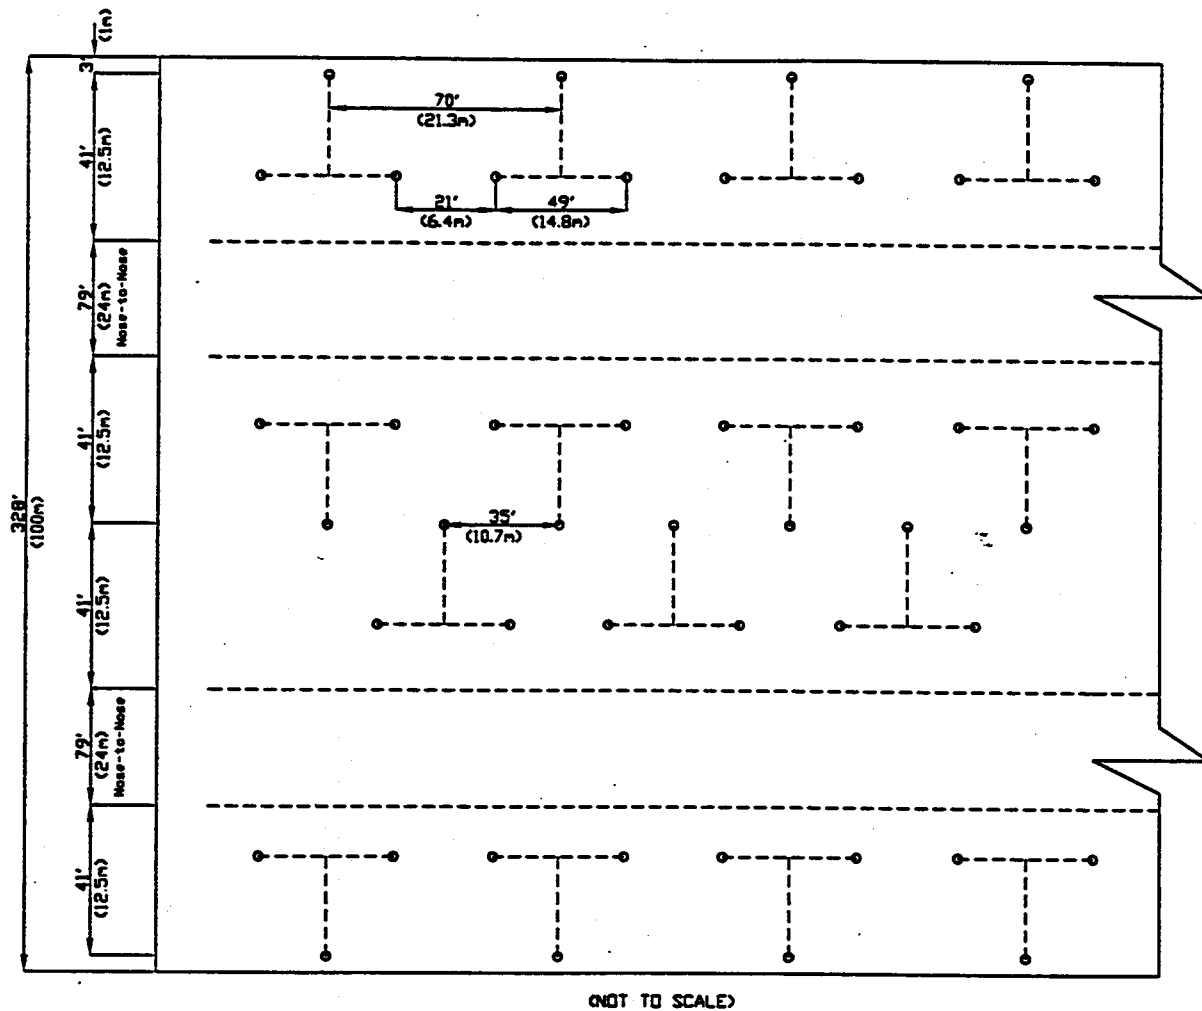 (1m)
3'
70'
(21.3m)
41'
(12.5m)
21'
(6.4m)
49'
(14.8m)
79'
(24m)
Nose-to-Nose
41'
(12.5m)
328'
(100m)
35'
(10.7m)
41'
(12.5m)
79'
(24m)
Nose-to-Nose
41'
(12.5m)
(NOT TO SCALE)